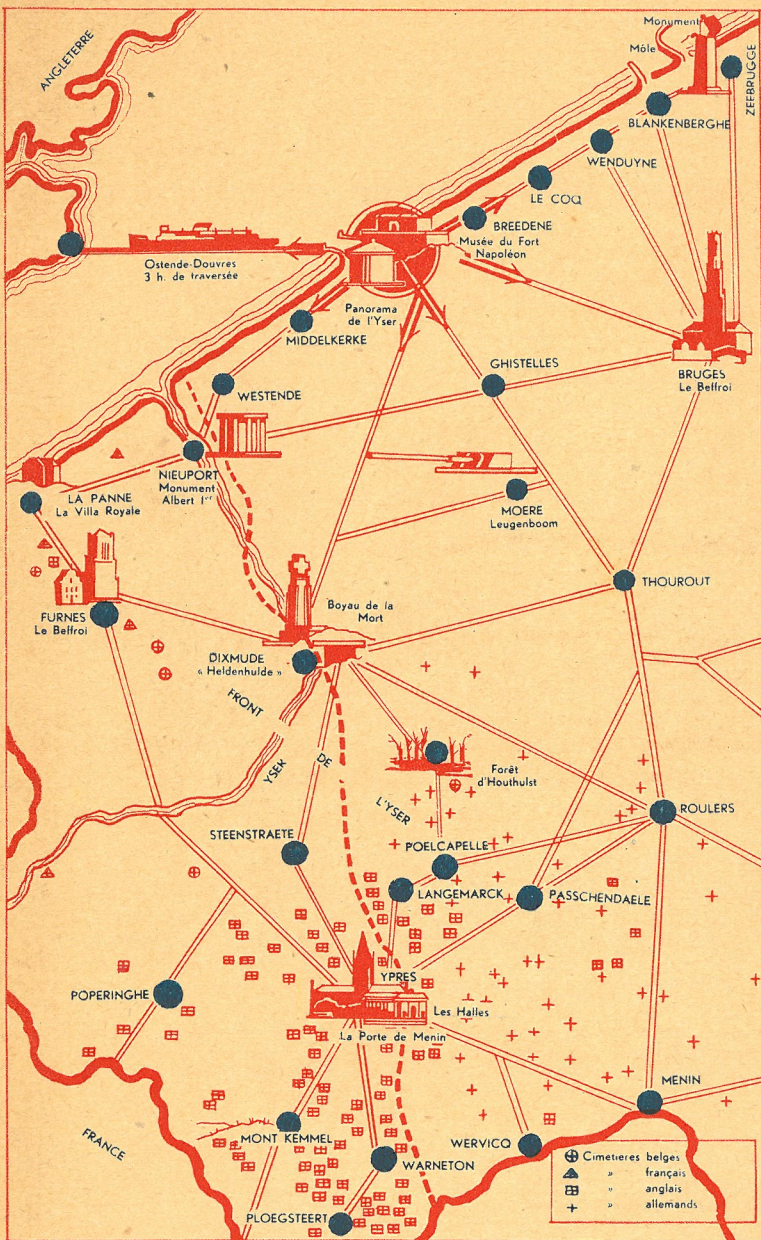 Monument
Môle
ANGLETERRE
ZEEBRUGGE
BLANKENBERGHE
WENDUYNE
LE COQ
BREEDENE
Musée du Fort
Napoléon
Ostende-Douvres
3 h. de traversée
Panorama
de l'Yser
MIDDELKERKE
GHISTELLES
BRUGES
Le Beffroi
WESTENDE
NIEUPORT
Monument
Albert Iᵉʳ
LA PANNE
La Villa Royale
MOERE
Leugenboom
THOUROUT
Boyau de la
Mort
FURNES
Le Beffroi
DIXMUDE
« Heldenhulde »
FRONT
DE
L'YSER
YSER
Forêt
d'Houthulst
ROULERS
STEENSTRAETE
POELCAPELLE
LANGEMARCK
PASSCHENDAELE
YPRES
POPERINGHE
Les Halles
La Porte de Menin
MENIN
MONT KEMMEL
WERVICQ
FRANCE
WARNETON
PLOEGSTEERT
Cimetières belges
» français
» anglais
» allemands